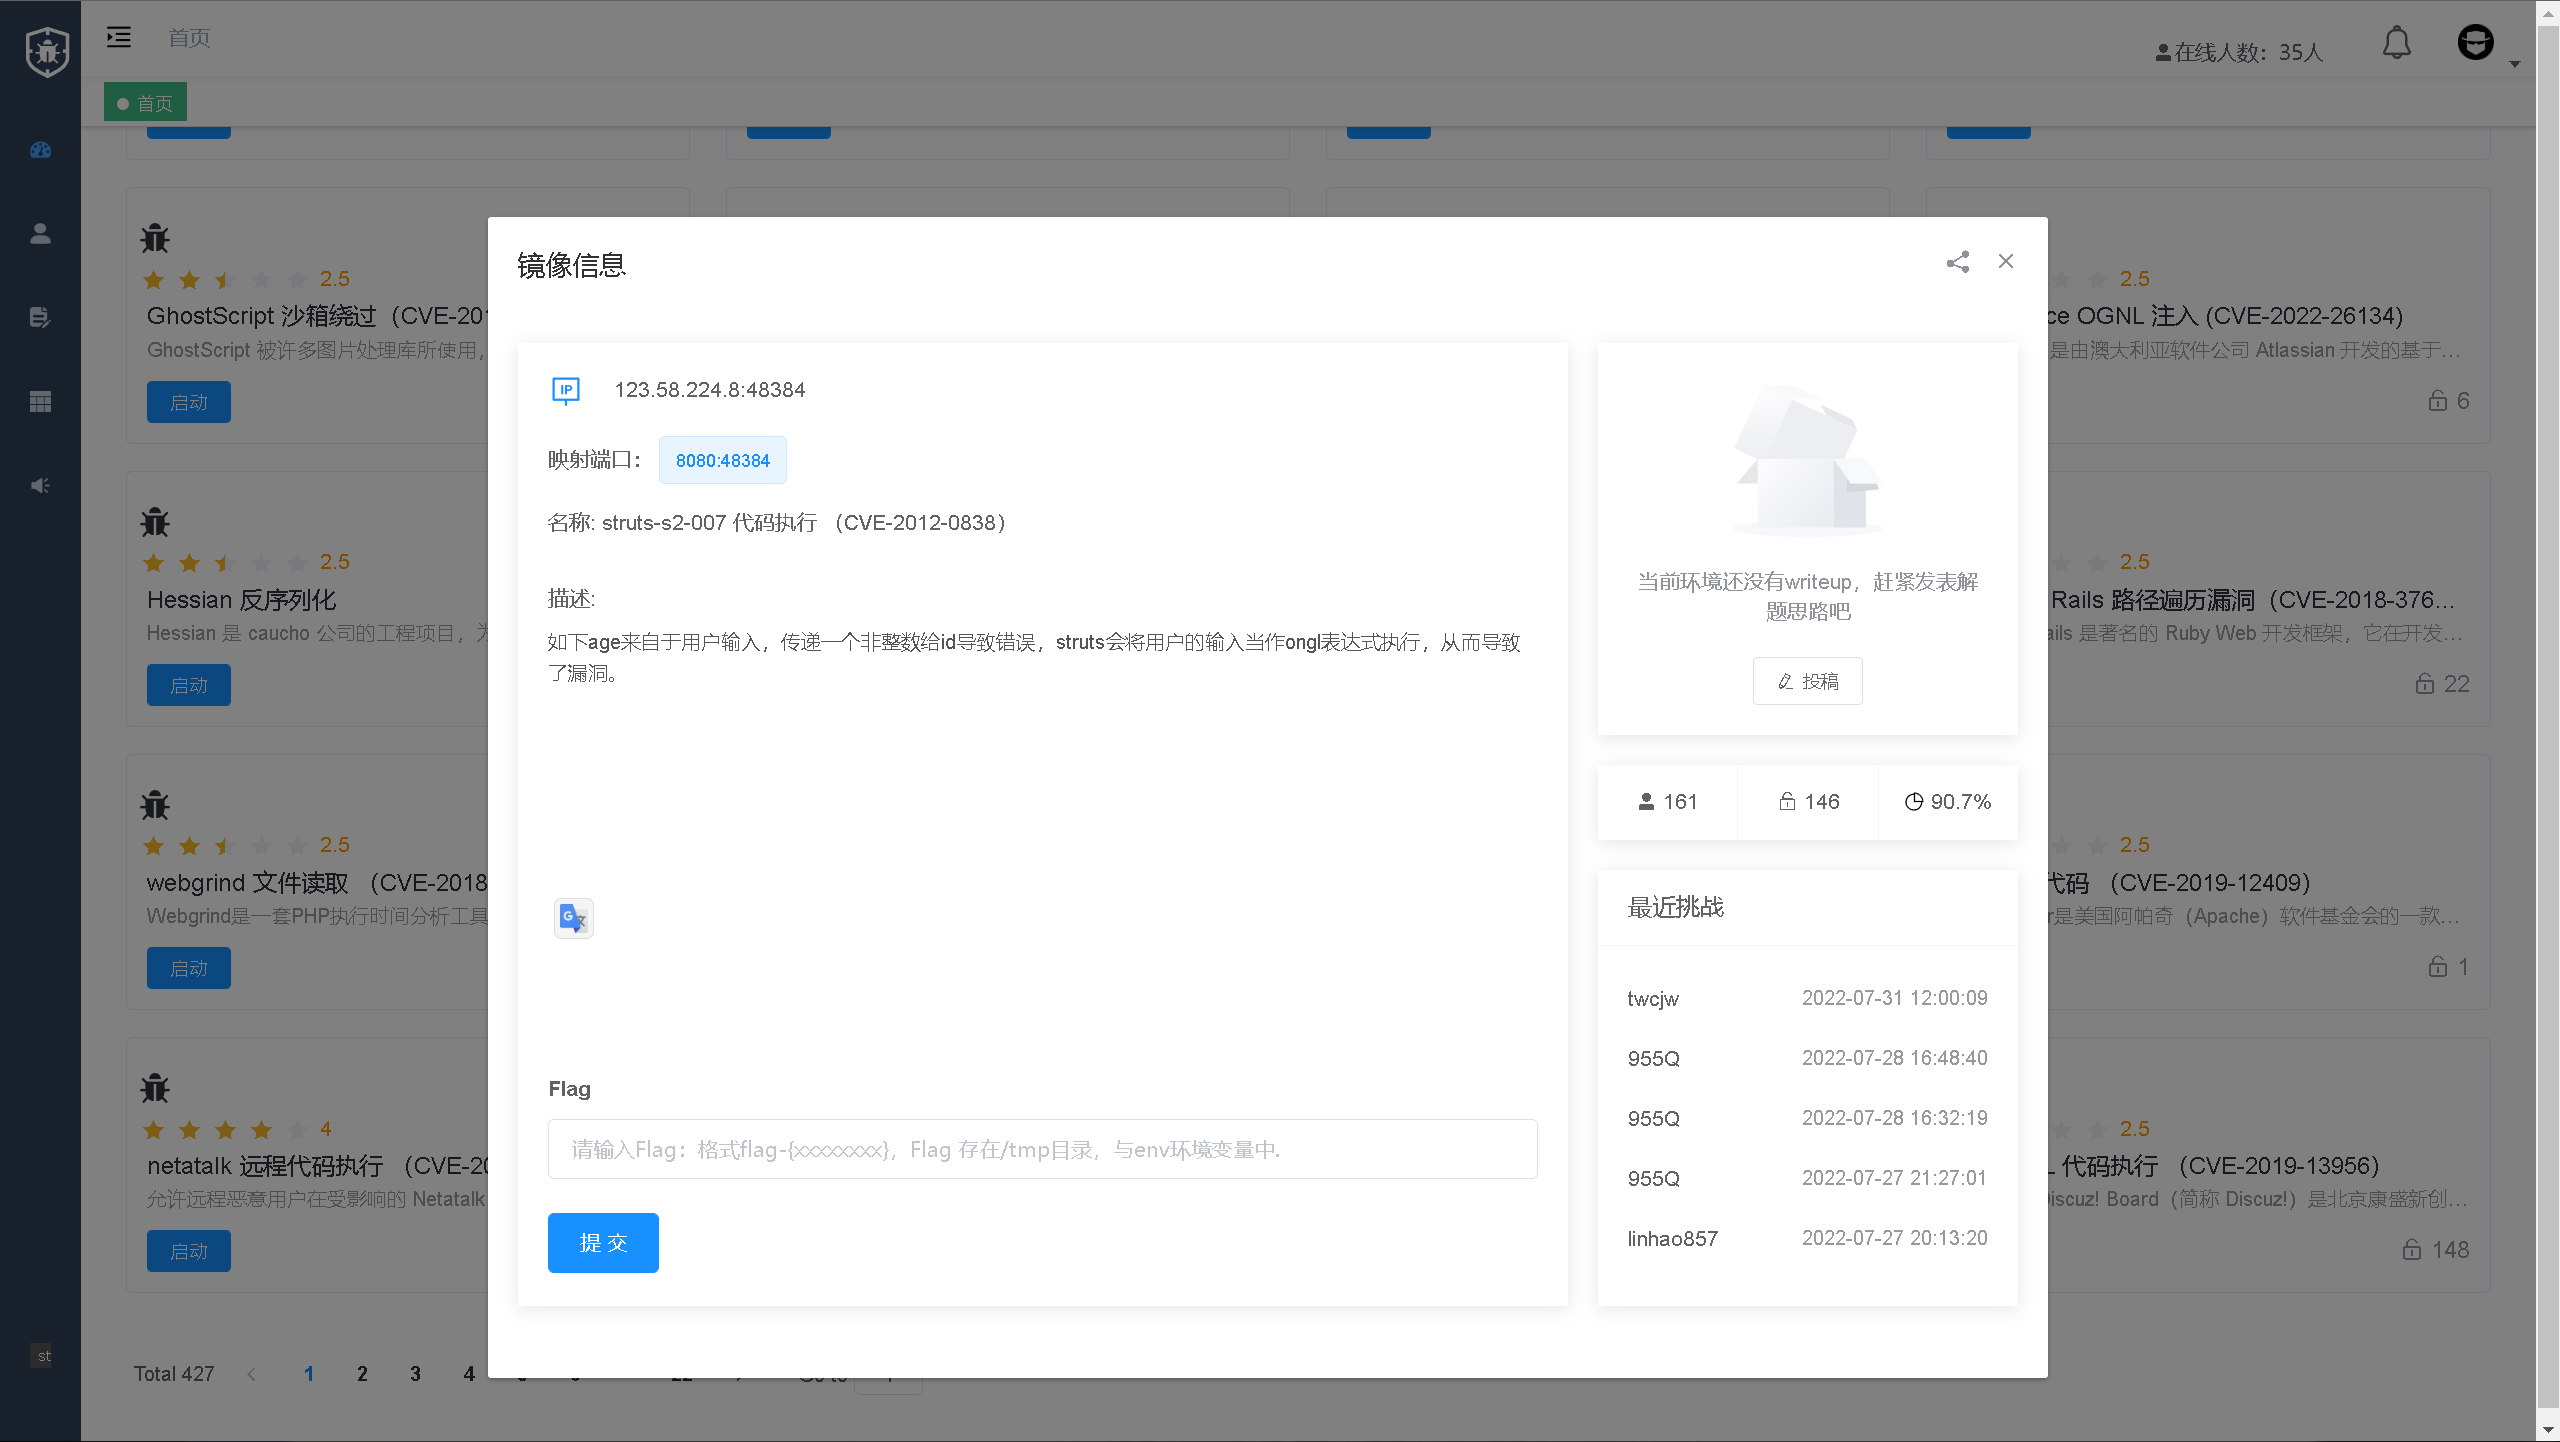 首页
在线人数：35人
首页
2.5
GhostScript 沙箱绕过（CVE-201
GhostScript 被许多图片处理库所使用，
启动
2.5
Hessian 反序列化
Hessian 是 caucho 公司的工程项目，为
启动
2.5
webgrind 文件读取 （CVE-2018
Webgrind是一套PHP执行时间分析工具
启动
4
netatalk 远程代码执行 （CVE-20
允许远程恶意用户在受影响的 Netatalk
启动
st
Total 427
1 2 3 4
镜像信息
IP
123.58.224.8:48384
映射端口：
8080:48384
名称: struts-s2-007 代码执行 （CVE-2012-0838）
描述:
如下age来自于用户输入，传递一个非整数给id导致错误，struts会将用户的输入当作ongl表达式执行，从而导致
了漏洞。
G 文
Flag
请输入Flag：格式flag-{xxxxxxxx}，Flag 存在/tmp目录，与env环境变量中.
提 交
当前环境还没有writeup，赶紧发表解
题思路吧
投稿
161
146
90.7%
最近挑战
twcjw 2022-07-31 12:00:09
955Q 2022-07-28 16:48:40
955Q 2022-07-28 16:32:19
955Q 2022-07-27 21:27:01
linhao857 2022-07-27 20:13:20
2.5
ce OGNL 注入 (CVE-2022-26134)
是由澳大利亚软件公司 Atlassian 开发的基于...
6
2.5
Rails 路径遍历漏洞（CVE-2018-376...
ails 是著名的 Ruby Web 开发框架，它在开发...
22
2.5
代码 （CVE-2019-12409）
r是美国阿帕奇（Apache）软件基金会的一款...
1
2.5
代码执行 （CVE-2019-13956）
iscuz! Board（简称 Discuz!）是北京康盛新创...
148